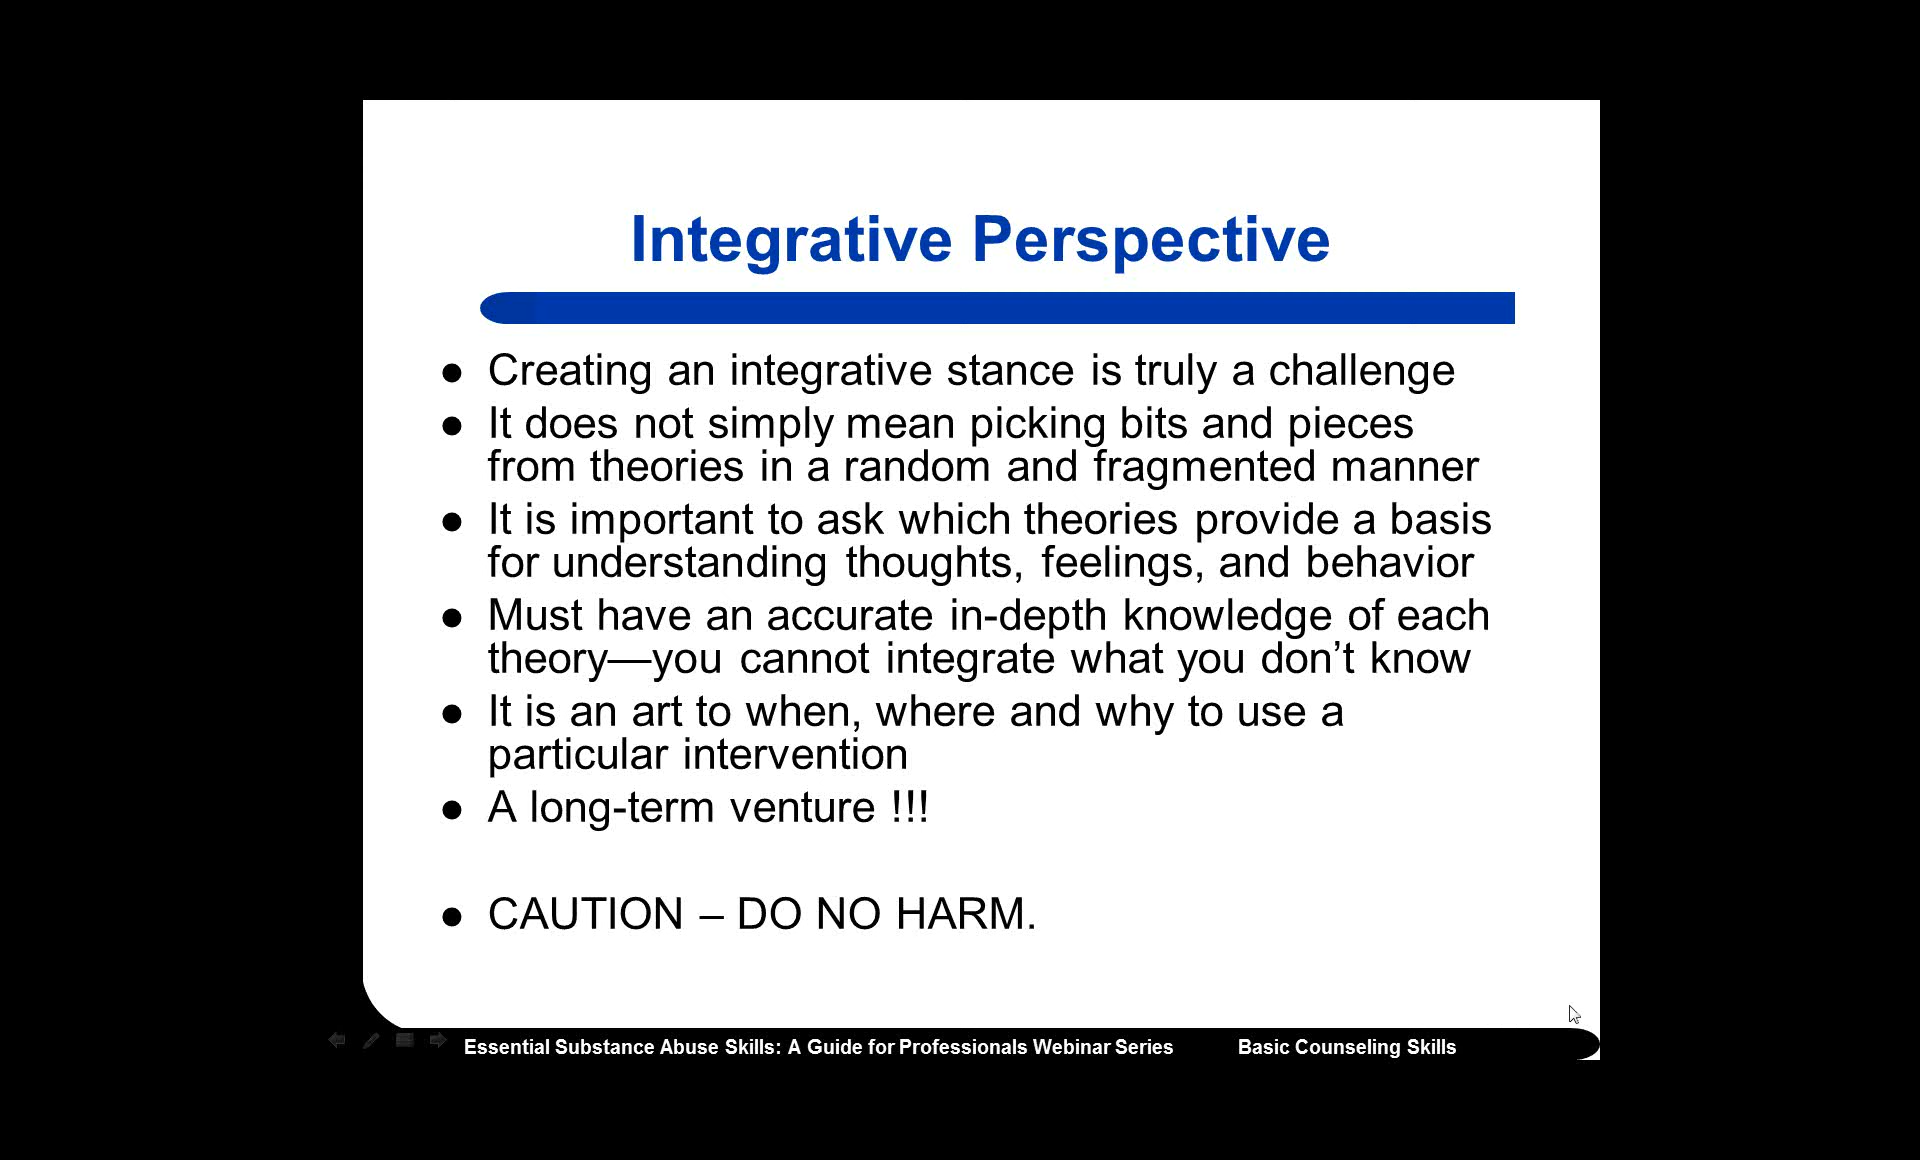 Integrative Perspective
● Creating an integrative stance is truly a challenge
● It does not simply mean picking bits and pieces
from theories in a random and fragmented manner
● It is important to ask which theories provide a basis
for understanding thoughts, feelings, and behavior
● Must have an accurate in-depth knowledge of each
theory—you cannot integrate what you don’t know
● It is an art to when, where and why to use a
particular intervention
● A long-term venture !!!
● CAUTION – DO NO HARM.
Essential Substance Abuse Skills: A Guide for Professionals Webinar Series Basic Counseling Skills